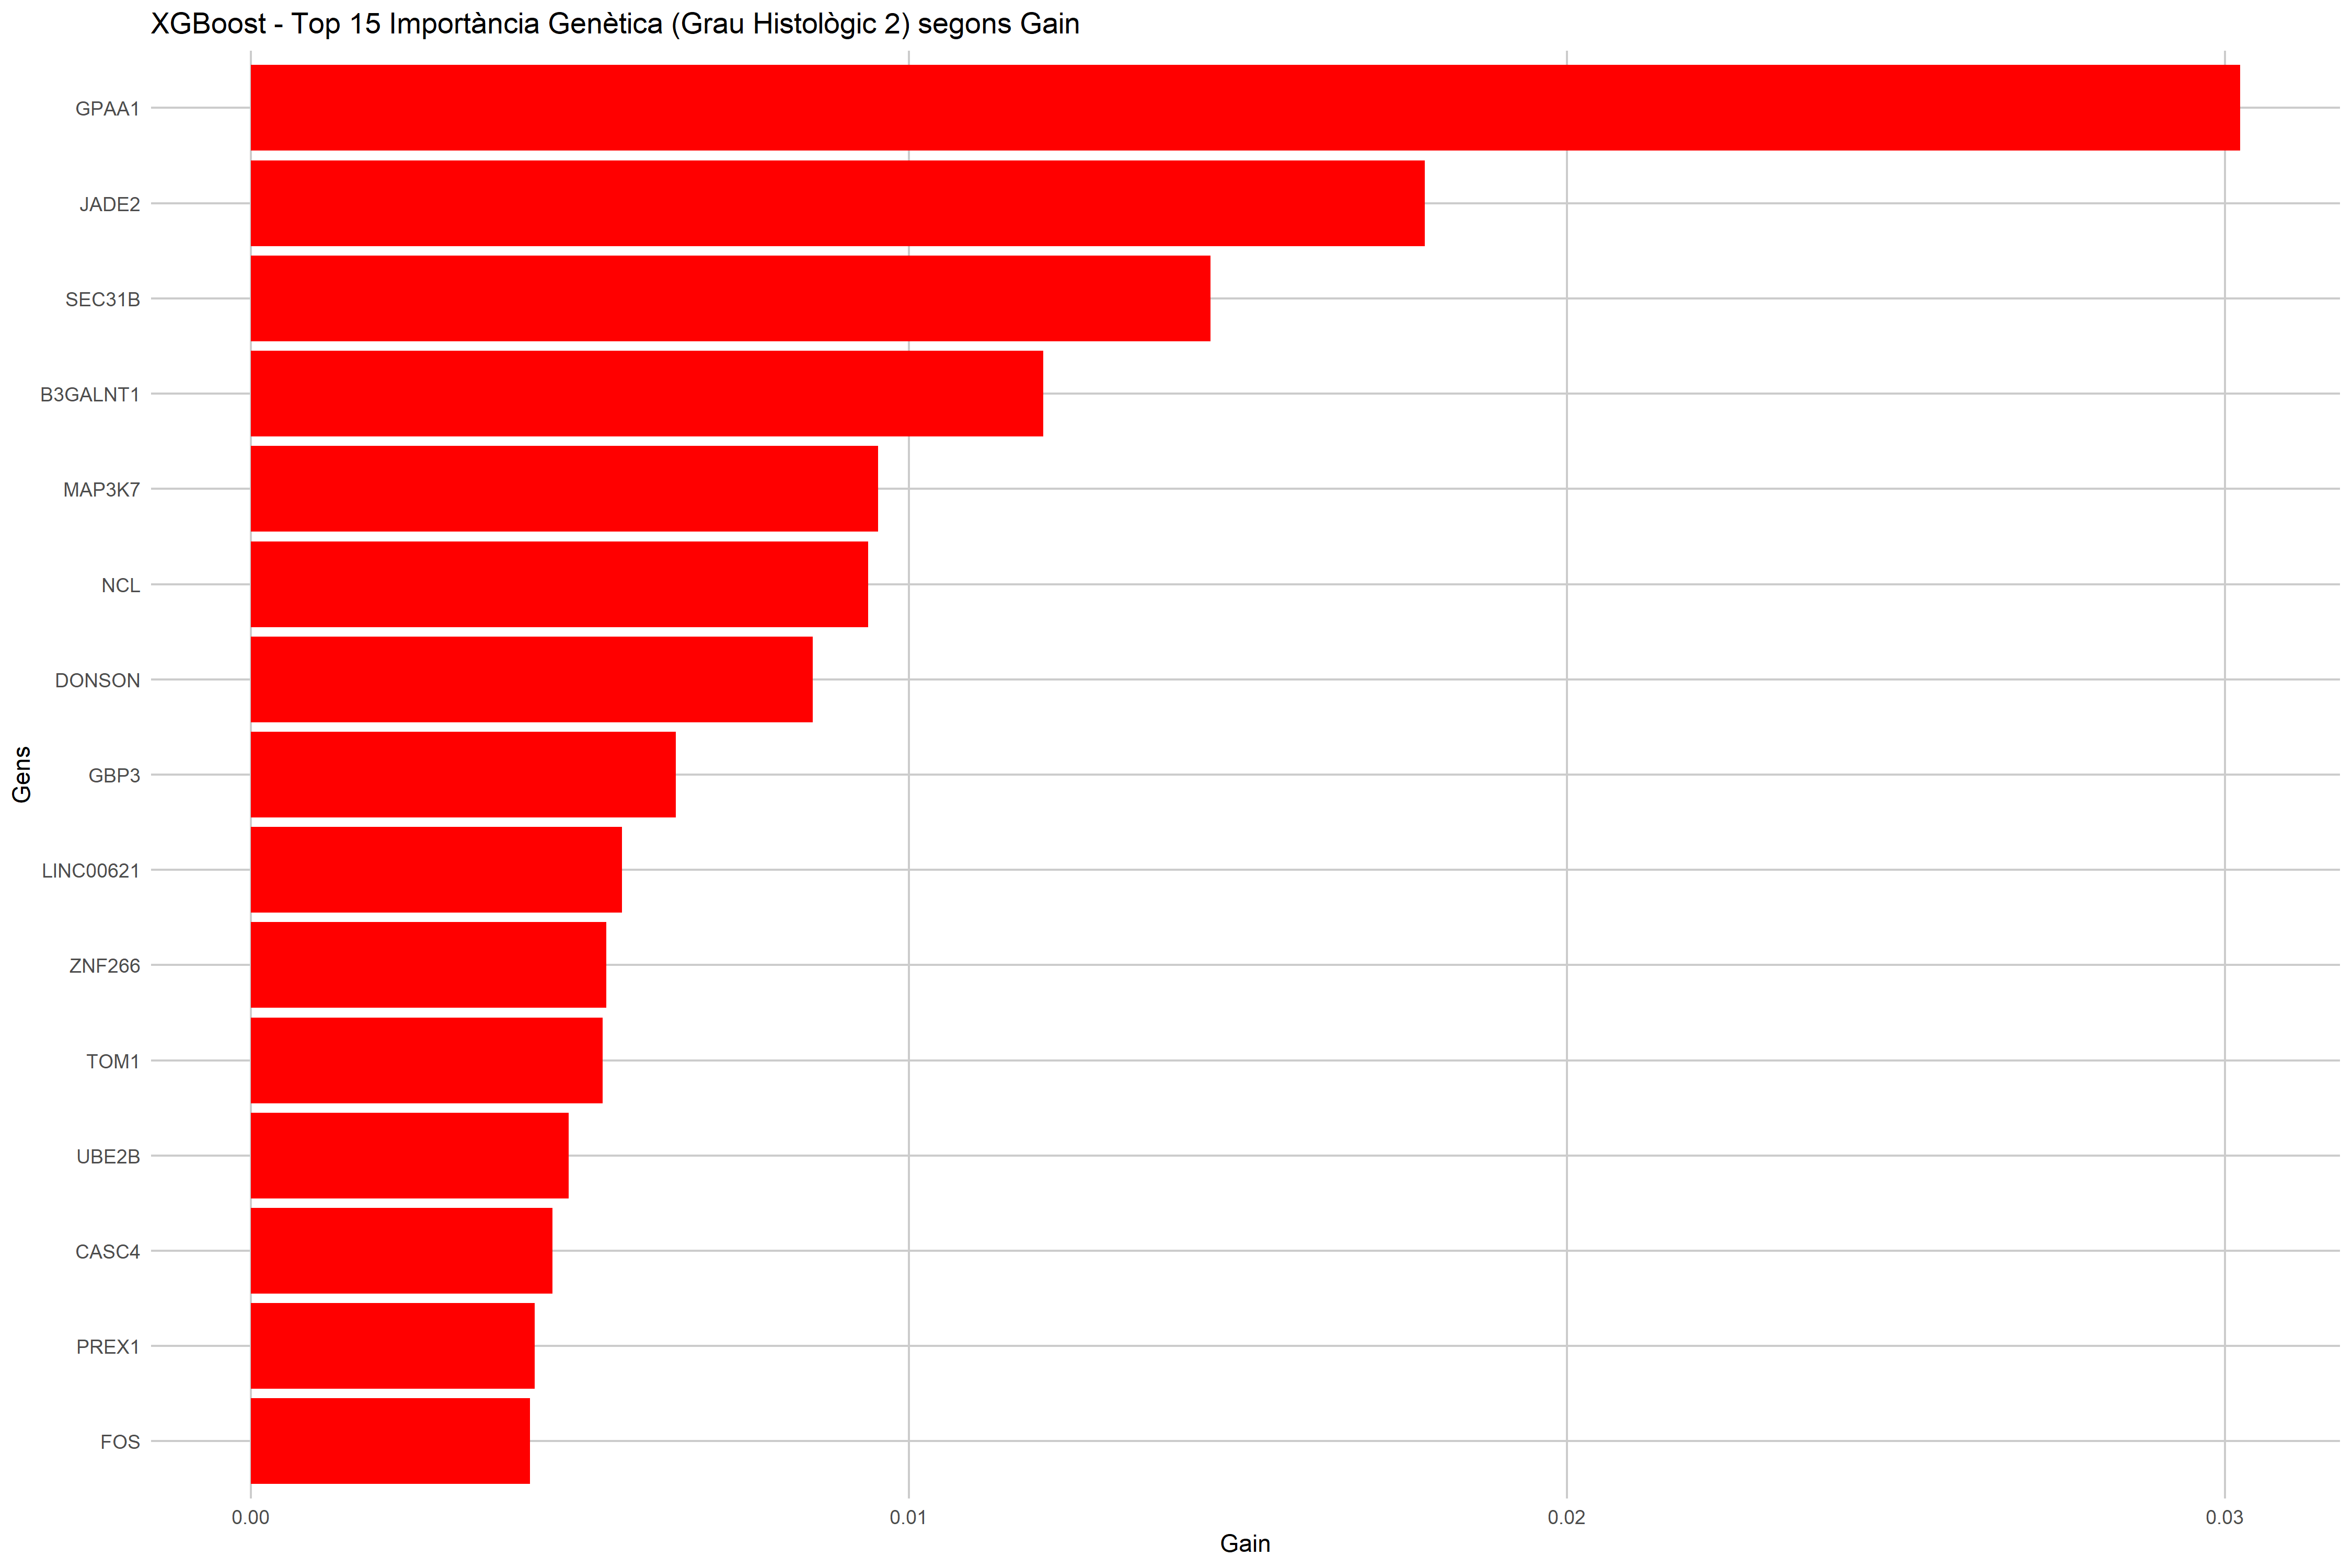 XGBoost - Top 15 Importància Genètica (Grau Histològic 2) segons Gain
GPAA1
JADE2
SEC31B
B3GALNT1
MAP3K7
NCL
DONSON
GBP3
LINC00621
ZNF266
TOM1
UBE2B
CASC4
PREX1
FOS
Gens
0.00
0.01
0.02
0.03
Gain